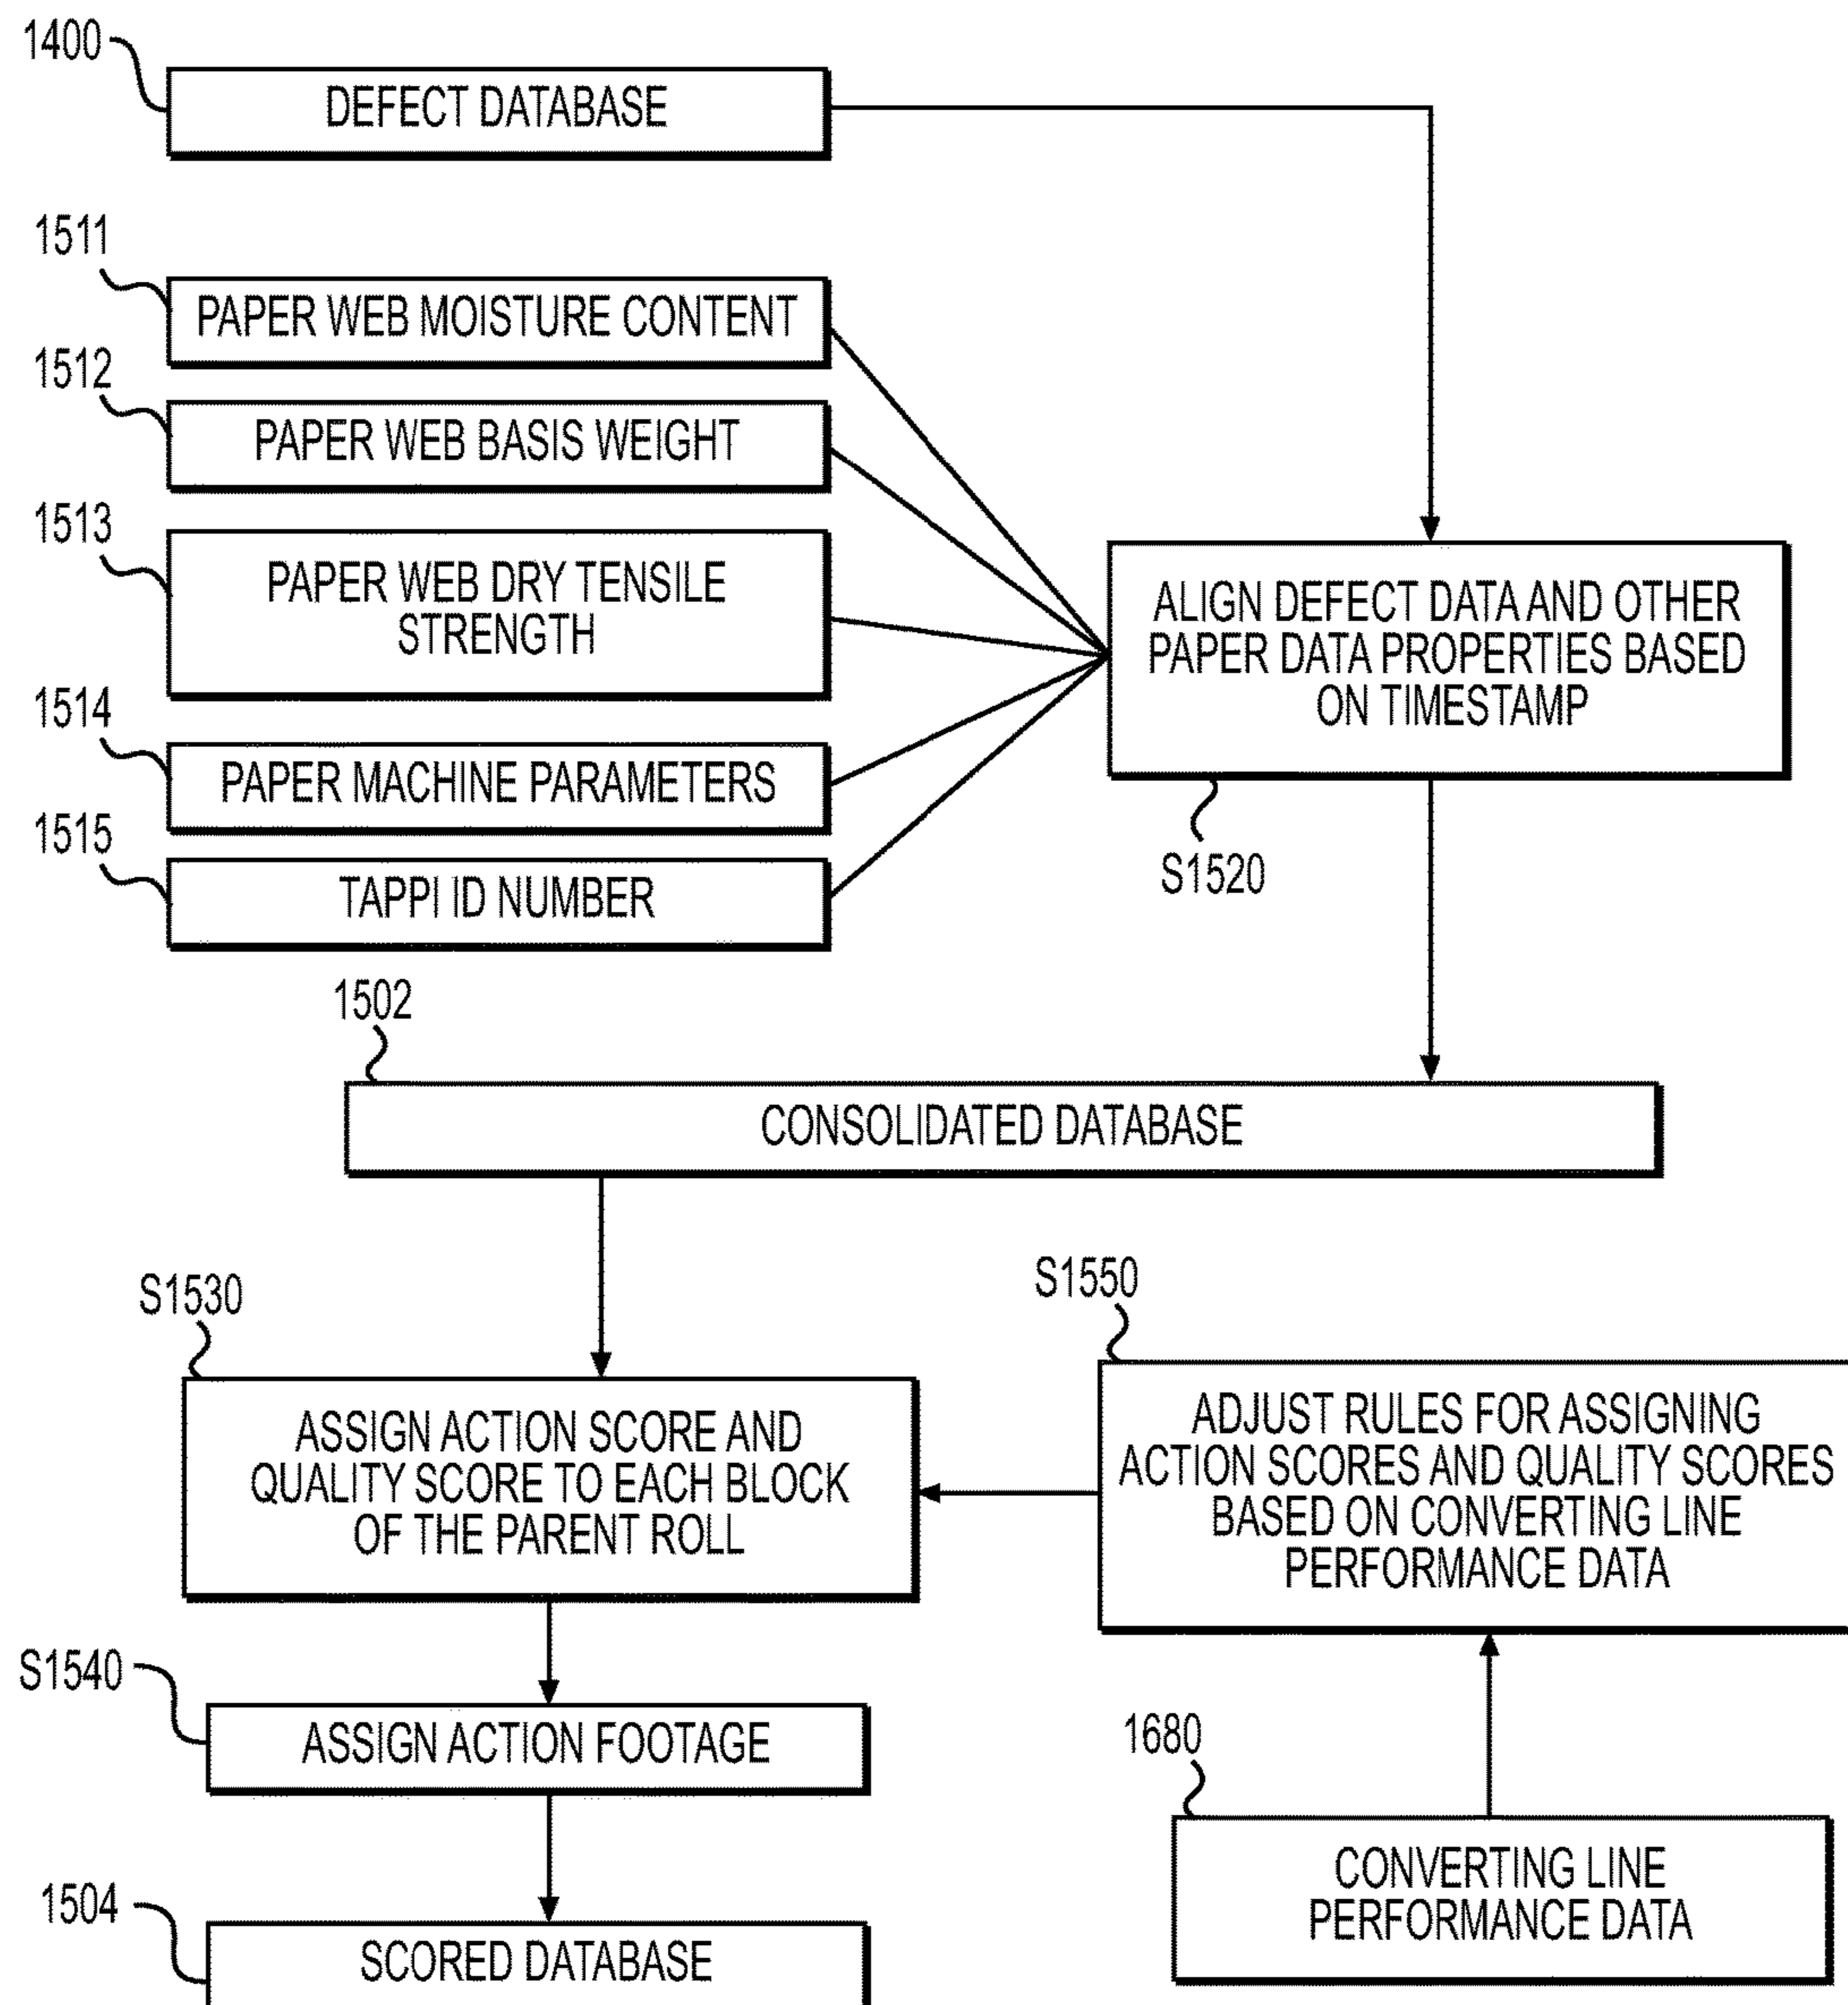 1400
DEFECT DATABASE
1511
PAPER WEB MOISTURE CONTENT
1512
PAPER WEB BASIS WEIGHT
1513
PAPER WEB DRY TENSILE
STRENGTH
1514
PAPER MACHINE PARAMETERS
1515
TAPPI ID NUMBER
ALIGN DEFECT DATA AND OTHER
PAPER DATA PROPERTIES BASED
ON TIMESTAMP
S1520
1502
CONSOLIDATED DATABASE
S1530
ASSIGN ACTION SCORE AND
QUALITY SCORE TO EACH BLOCK
OF THE PARENT ROLL
S1550
ADJUST RULES FOR ASSIGNING
ACTION SCORES AND QUALITY SCORES
BASED ON CONVERTING LINE
PERFORMANCE DATA
S1540
ASSIGN ACTION FOOTAGE
1680
CONVERTING LINE
PERFORMANCE DATA
1504
SCORED DATABASE